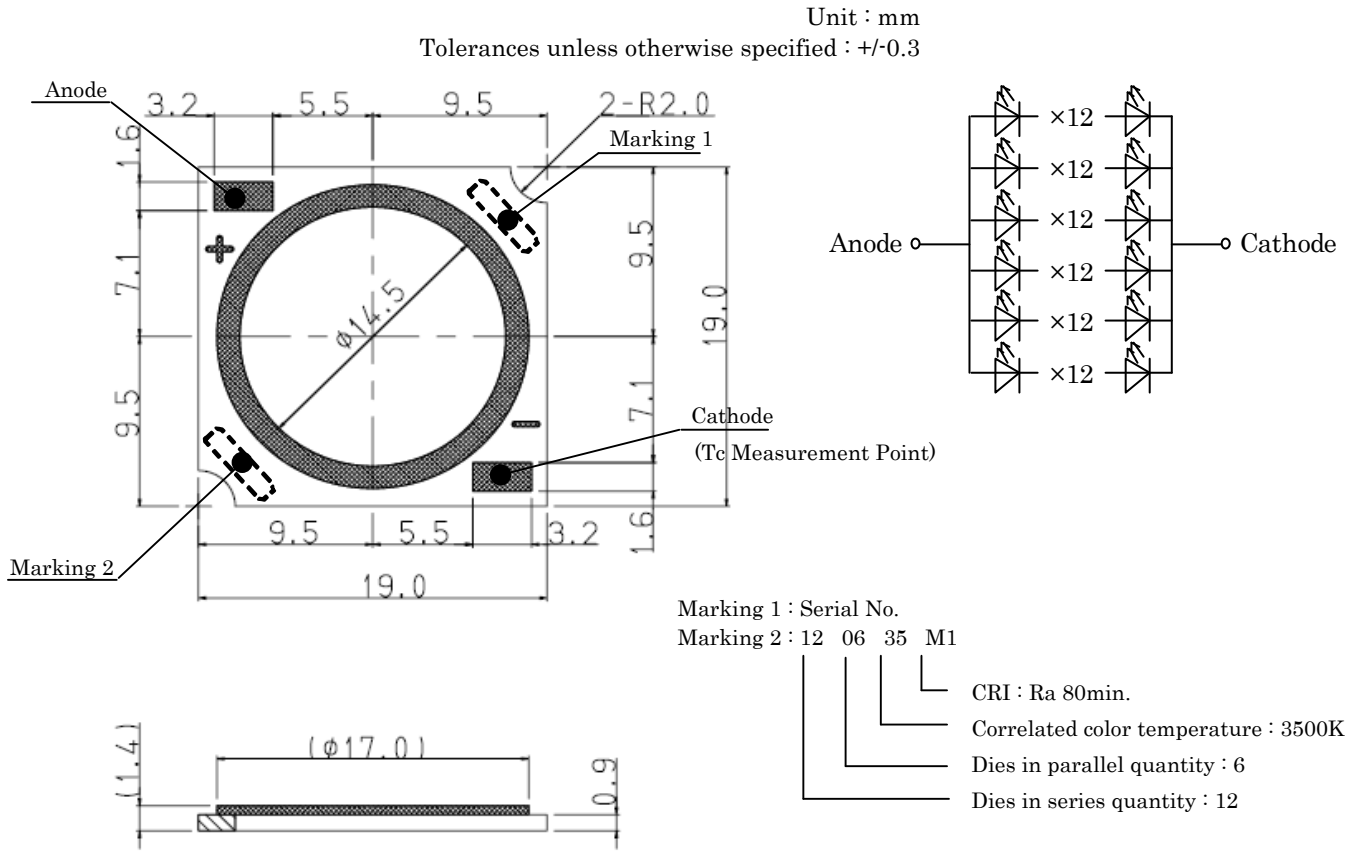 Unit : mm
Tolerances unless otherwise specified : +/-0.3
Anode
3.2
5.5
9.5
2-R2.0
Marking 1
1.6
7.1
9.5
+
ø14.5
9.5
19.0
7.1
1.6
-
Cathode
(Tc Measurement Point)
9.5
5.5
3.2
Marking 2
19.0
×12
×12
×12
Anode
×12
Cathode
×12
×12
Marking 1 : Serial No.
Marking 2 : 12 06 35 M1
CRI : Ra 80min.
Correlated color temperature : 3500K
Dies in parallel quantity : 6
Dies in series quantity : 12
(1.4)
(ø17.0)
0.9